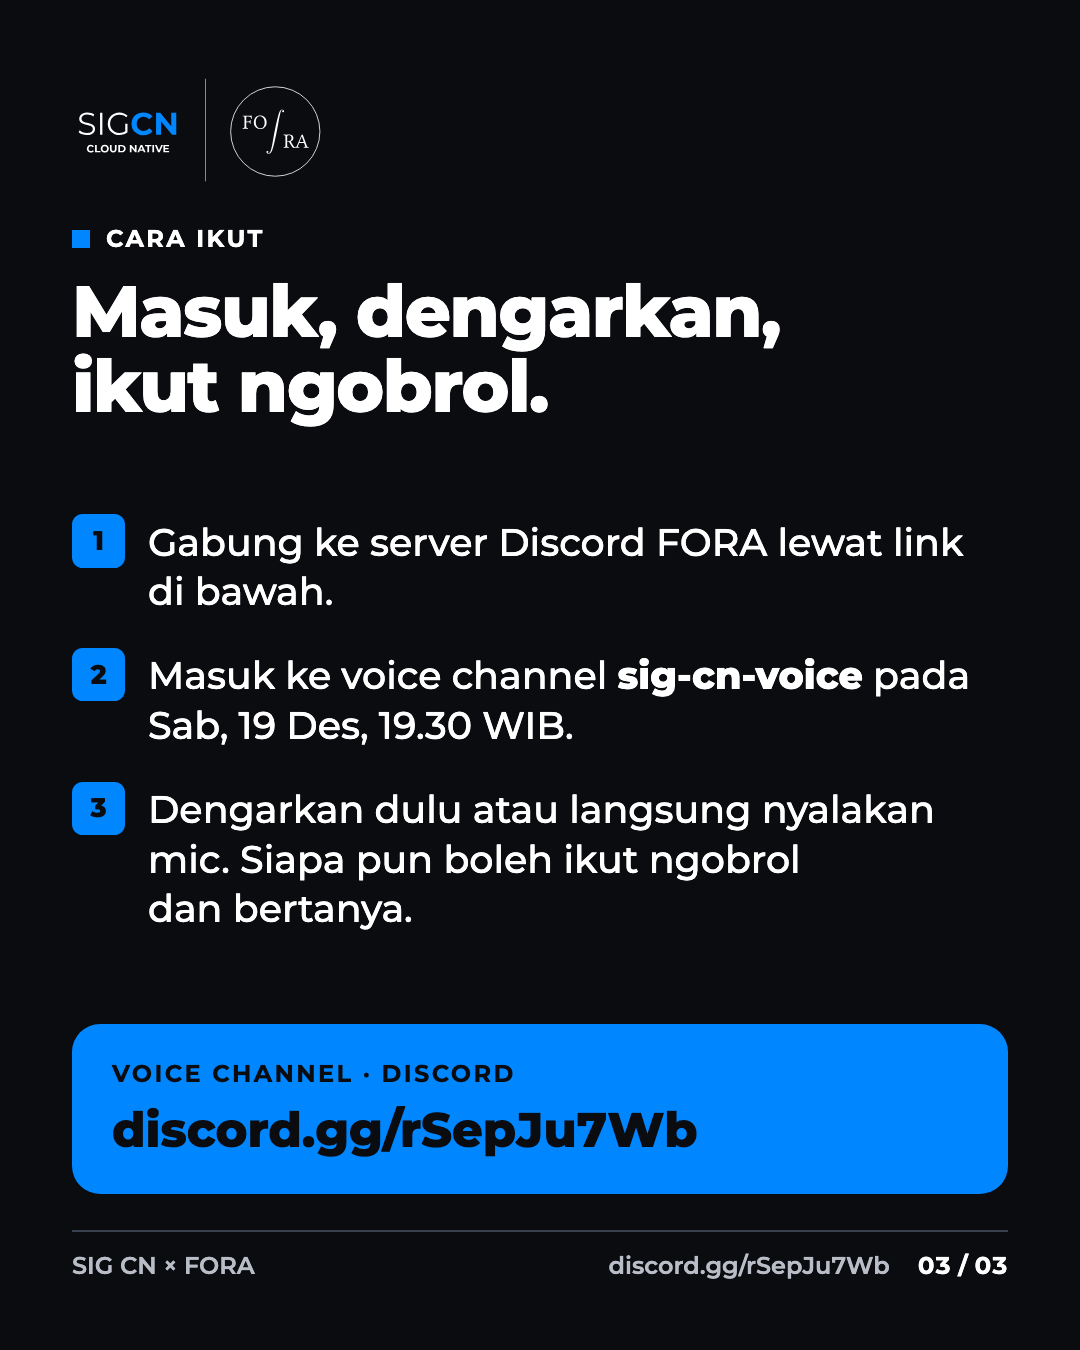 SIGCN
CLOUD NATIVE
FO
RA
CARA IKUT
Masuk, dengarkan,
ikut ngobrol.
1
Gabung ke server Discord FORA lewat link
di bawah.
2
Masuk ke voice channel sig-cn-voice pada
Sab, 19 Des, 19.30 WIB.
3
Dengarkan dulu atau langsung nyalakan
mic. Siapa pun boleh ikut ngobrol
dan bertanya.
VOICE CHANNEL · DISCORD
discord.gg/rSepJu7Wb
SIG CN × FORA
discord.gg/rSepJu7Wb 03 / 03